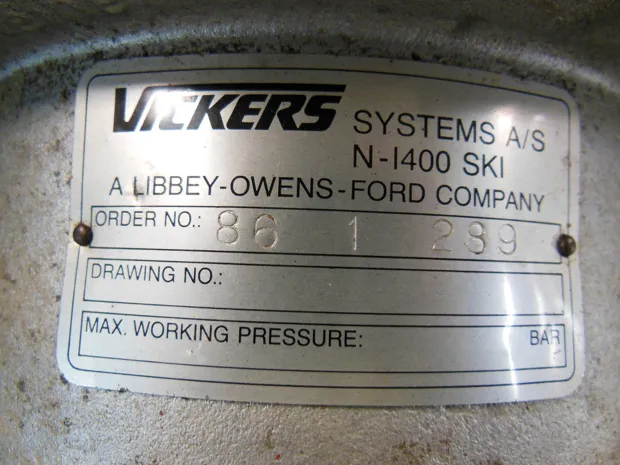 VICKERS SYSTEMS A/S
N-1400 SKI
A LIBBEY-OWENS-FORD COMPANY
ORDER NO.: 86 1 289
DRAWING NO.:
MAX. WORKING PRESSURE: BAR